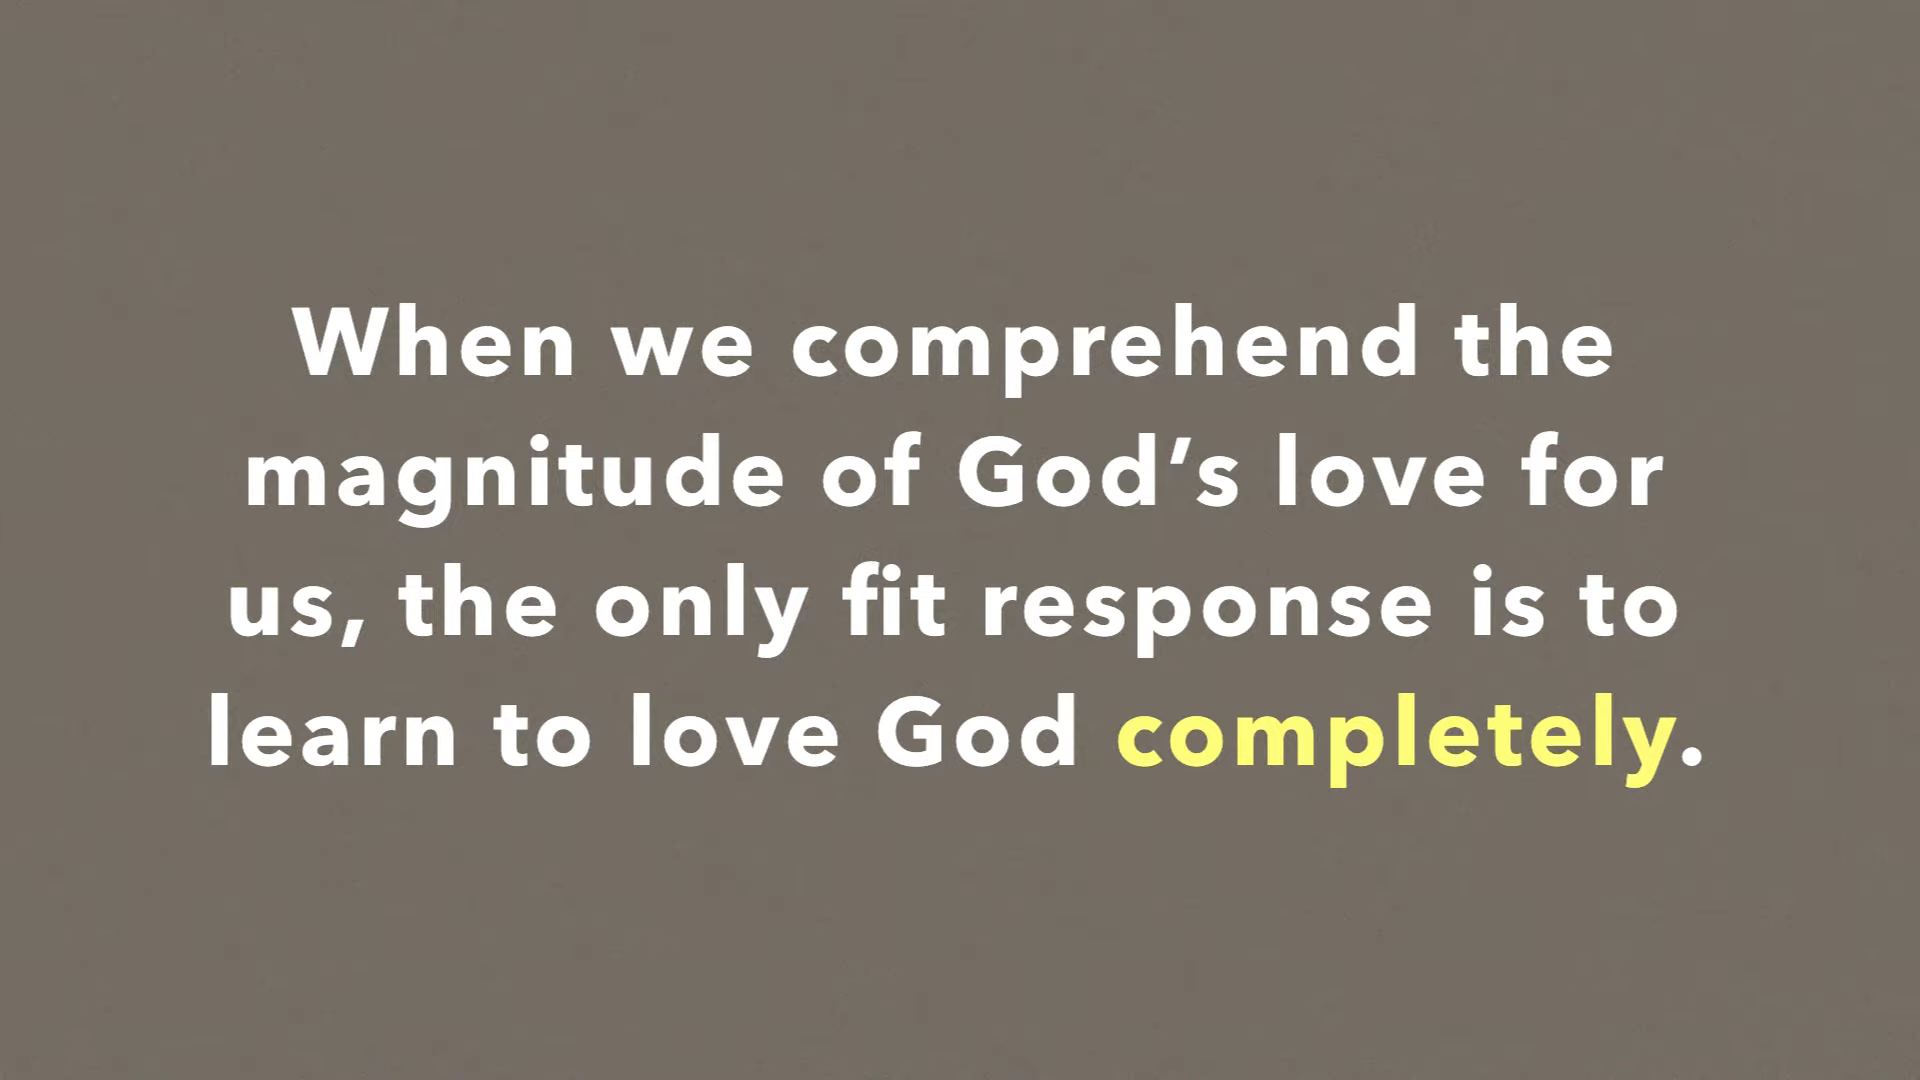 When we comprehend the
magnitude of God’s love for
us, the only fit response is to
learn to love God completely.